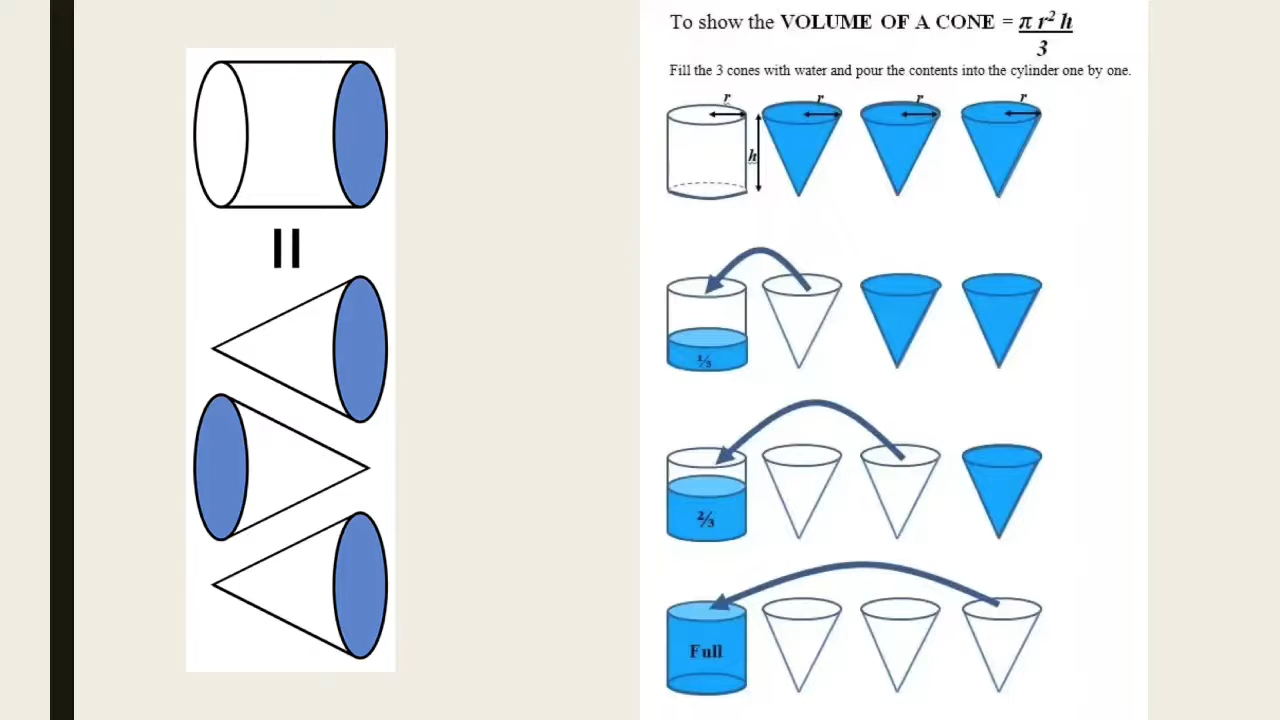 To show the VOLUME OF A CONE = π r² h
3
Fill the 3 cones with water and pour the contents into the cylinder one by one.
r r r r
h
⅓
⅔
Full